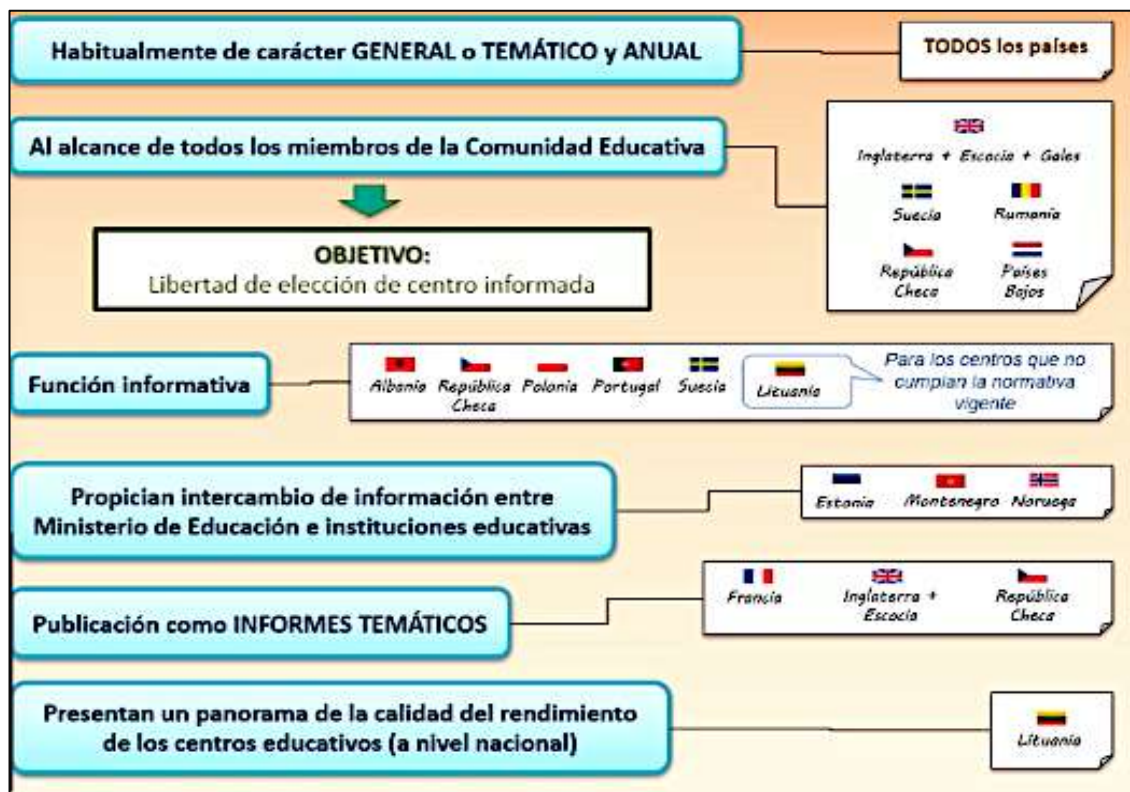 Habitualmente de carácter GENERAL o TEMÁTICO y ANUAL
TODOS los países
Al alcance de todos los miembros de la Comunidad Educativa
Inglaterra + Escocia + Gales
Suecia
Rumanía
República
Checa
Países
Bajos
OBJETIVO:
Libertad de elección de centro informada
Función informativa
Albania
República
Checa
Polonia
Portugal
Suecia
Lituania
Para los centros que no
cumplan la normativa
vigente
Propician intercambio de información entre
Ministerio de Educación e instituciones educativas
Estonia
Montenegro
Noruega
Publicación como INFORMES TEMÁTICOS
Francia
Inglaterra +
Escocia
República
Checa
Presentan un panorama de la calidad del rendimiento
de los centros educativos (a nivel nacional)
Lituania